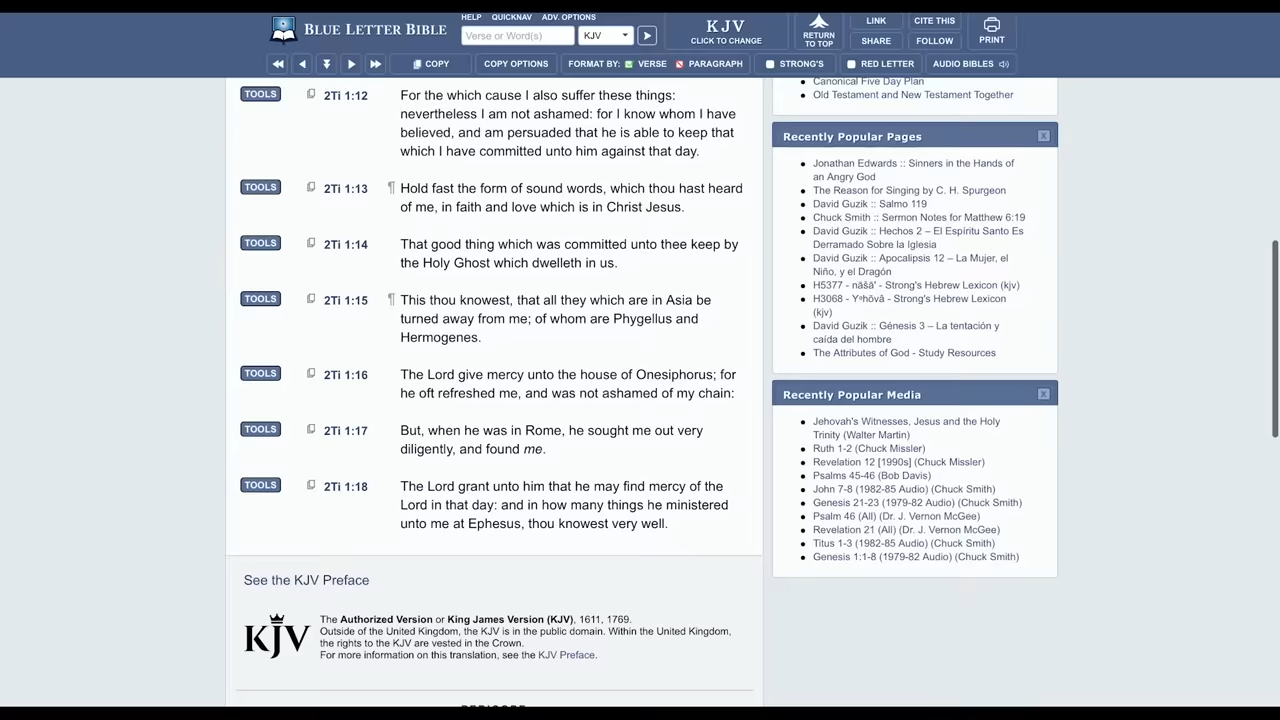 HELP QUICKNAV ADV. OPTIONS
BLUE LETTER BIBLE
Verse or Word(s) KJV
KJV
CLICK TO CHANGE
RETURN
TO TOP
LINK CITE THIS
SHARE FOLLOW
PRINT
COPY COPY OPTIONS FORMAT BY: VERSE PARAGRAPH STRONG'S RED LETTER AUDIO BIBLES
TOOLS 2Ti 1:12 For the which cause I also suffer these things:
nevertheless I am not ashamed: for I know whom I have
believed, and am persuaded that he is able to keep that
which I have committed unto him against that day.
TOOLS 2Ti 1:13 ¶ Hold fast the form of sound words, which thou hast heard
of me, in faith and love which is in Christ Jesus.
TOOLS 2Ti 1:14 That good thing which was committed unto thee keep by
the Holy Ghost which dwelleth in us.
TOOLS 2Ti 1:15 ¶ This thou knowest, that all they which are in Asia be
turned away from me; of whom are Phygellus and
Hermogenes.
TOOLS 2Ti 1:16 The Lord give mercy unto the house of Onesiphorus; for
he oft refreshed me, and was not ashamed of my chain:
TOOLS 2Ti 1:17 But, when he was in Rome, he sought me out very
diligently, and found me.
TOOLS 2Ti 1:18 The Lord grant unto him that he may find mercy of the
Lord in that day: and in how many things he ministered
unto me at Ephesus, thou knowest very well.
See the KJV Preface
KJV
The Authorized Version or King James Version (KJV), 1611, 1769.
Outside of the United Kingdom, the KJV is in the public domain. Within the United Kingdom,
the rights to the KJV are vested in the Crown.
For more information on this translation, see the KJV Preface.
Canonical Five Day Plan
Old Testament and New Testament Together
Recently Popular Pages
Jonathan Edwards :: Sinners in the Hands of
an Angry God
The Reason for Singing by C. H. Spurgeon
David Guzik :: Salmo 119
Chuck Smith :: Sermon Notes for Matthew 6:19
David Guzik :: Hechos 2 – El Espíritu Santo Es
Derramado Sobre la Iglesia
David Guzik :: Apocalipsis 12 – La Mujer, el
Niño, y el Dragón
H5377 - nāšā' - Strong's Hebrew Lexicon (kjv)
H3068 - Yᵊhōvâ - Strong's Hebrew Lexicon
(kjv)
David Guzik :: Génesis 3 – La tentación y
caída del hombre
The Attributes of God - Study Resources
Recently Popular Media
Jehovah's Witnesses, Jesus and the Holy
Trinity (Walter Martin)
Ruth 1-2 (Chuck Missler)
Revelation 12 [1990s] (Chuck Missler)
Psalms 45-46 (Bob Davis)
John 7-8 (1982-85 Audio) (Chuck Smith)
Genesis 21-23 (1979-82 Audio) (Chuck Smith)
Psalm 46 (All) (Dr. J. Vernon McGee)
Revelation 21 (All) (Dr. J. Vernon McGee)
Titus 1-3 (1982-85 Audio) (Chuck Smith)
Genesis 1:1-8 (1979-82 Audio) (Chuck Smith)